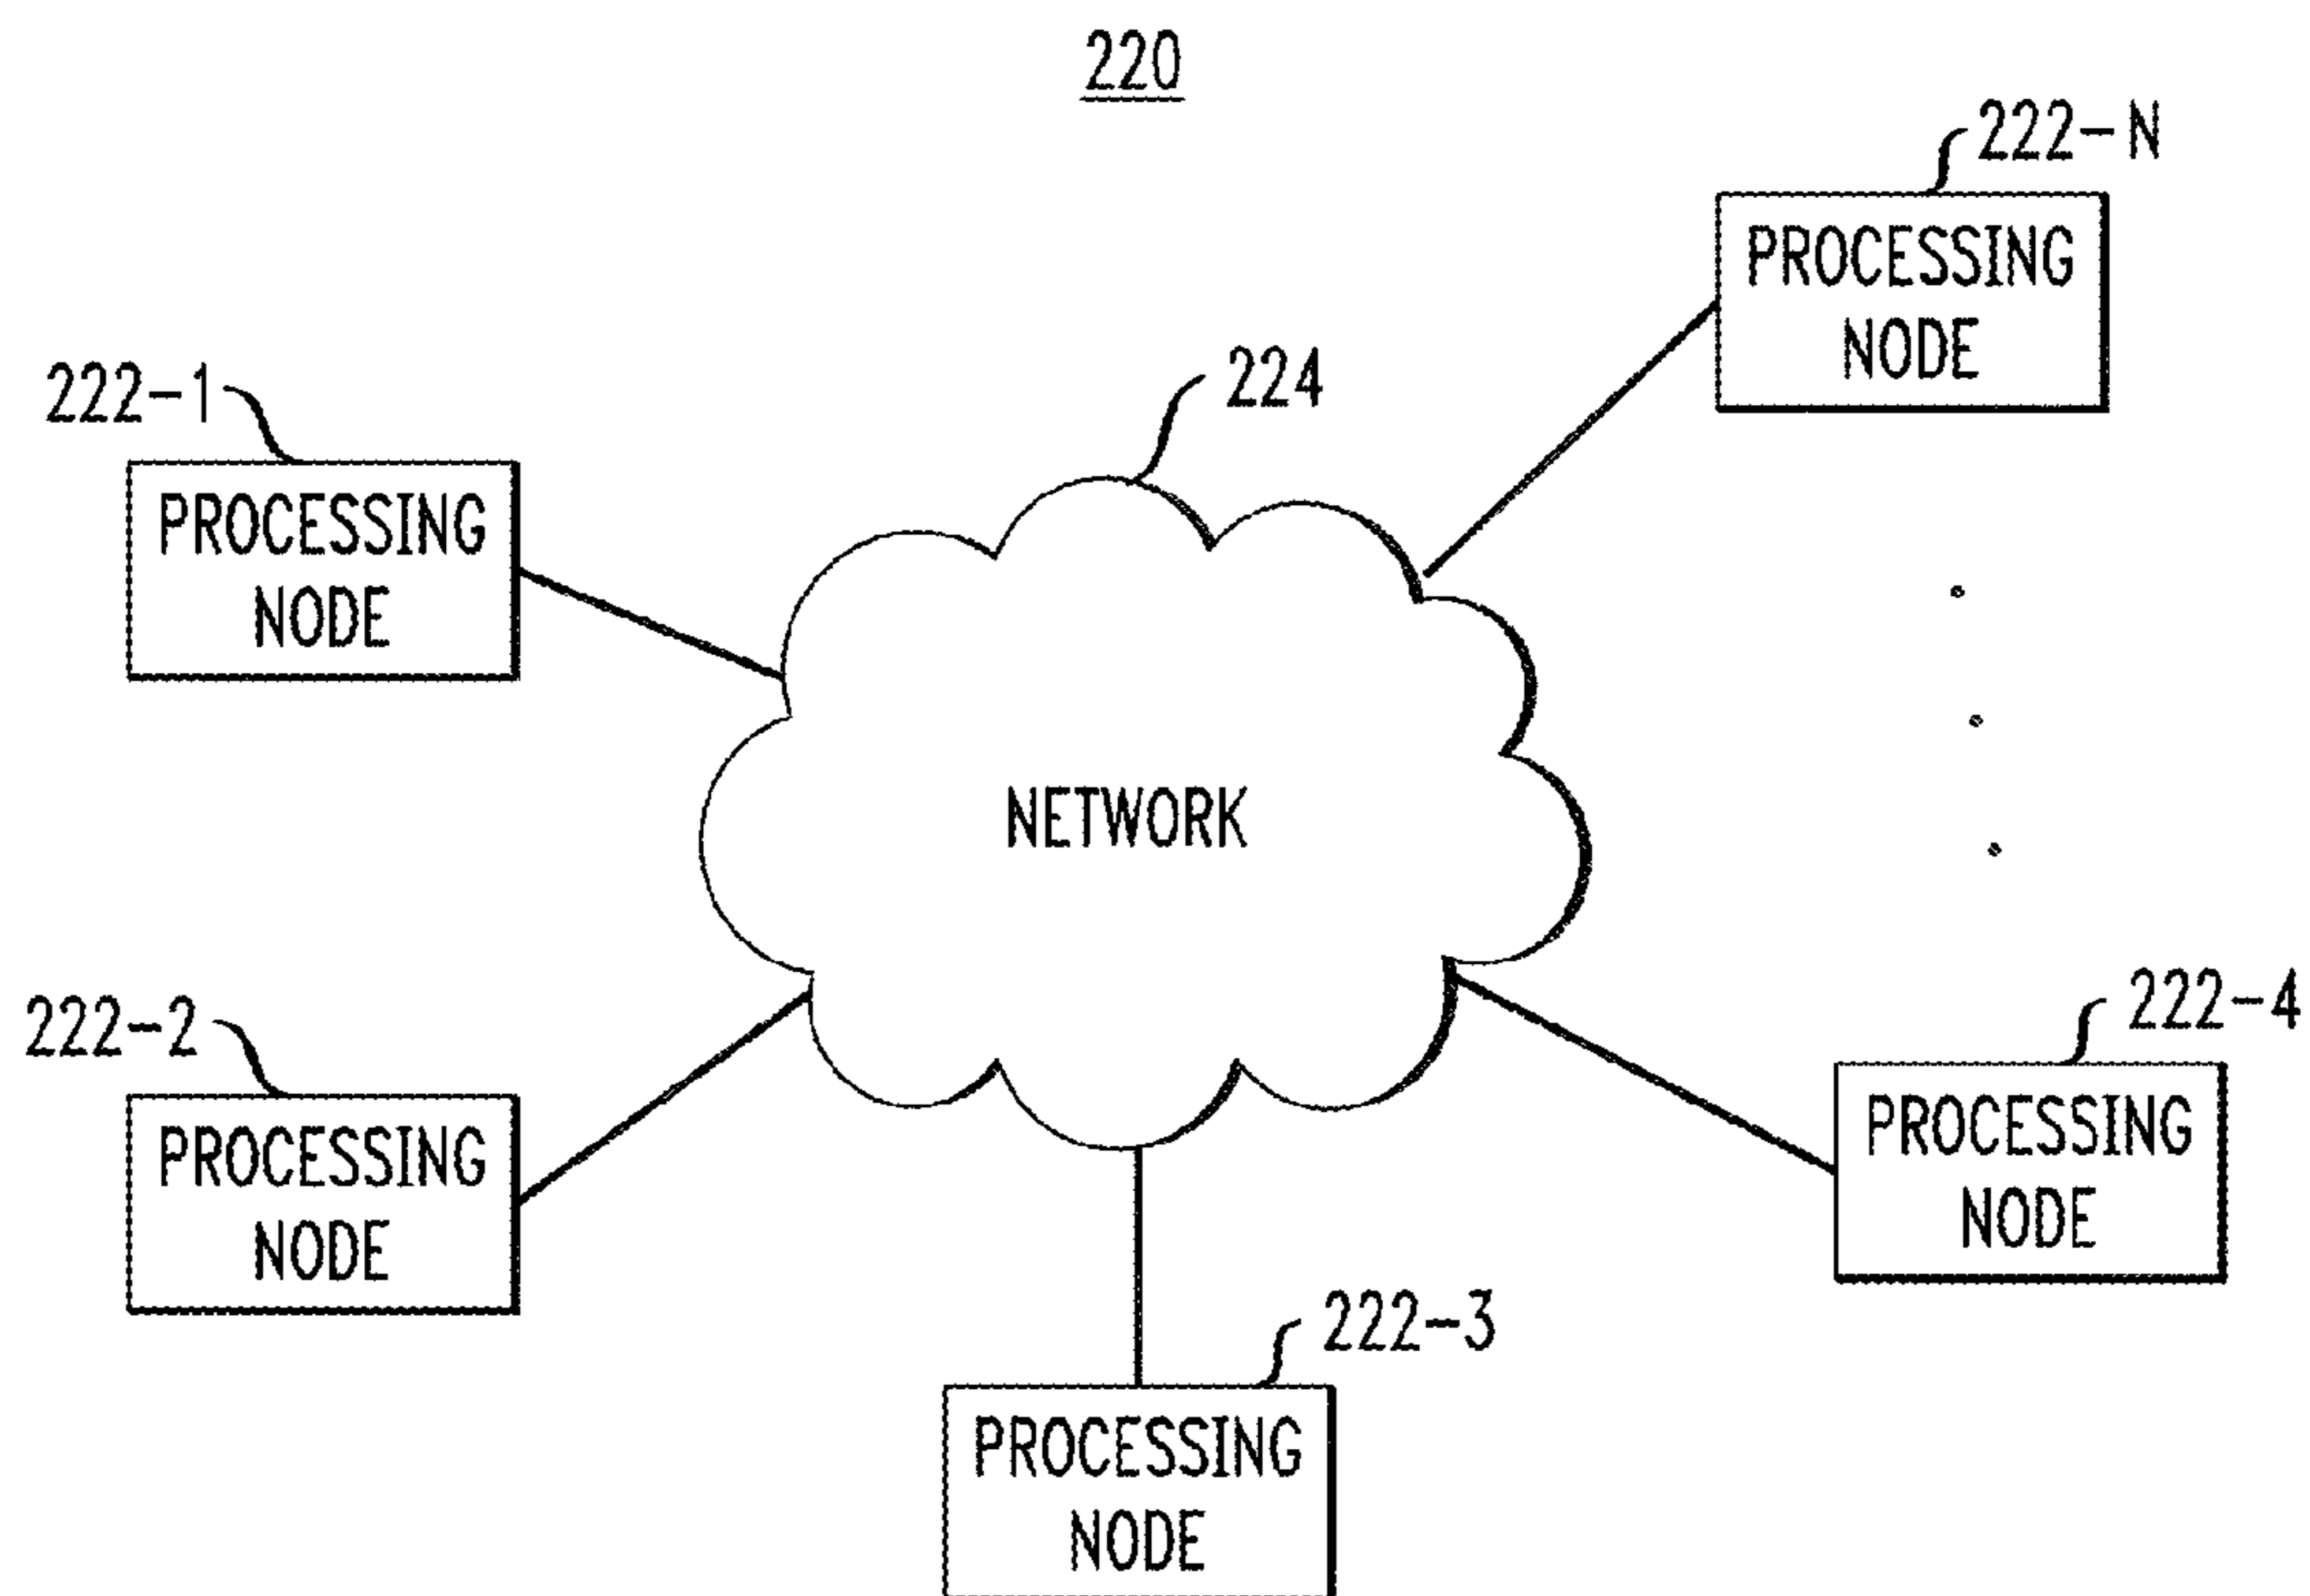 220
222-N
PROCESSING
NODE
224
222-1
PROCESSING
NODE
NETWORK
222-2
PROCESSING
NODE
222-4
PROCESSING
NODE
222-3
PROCESSING
NODE